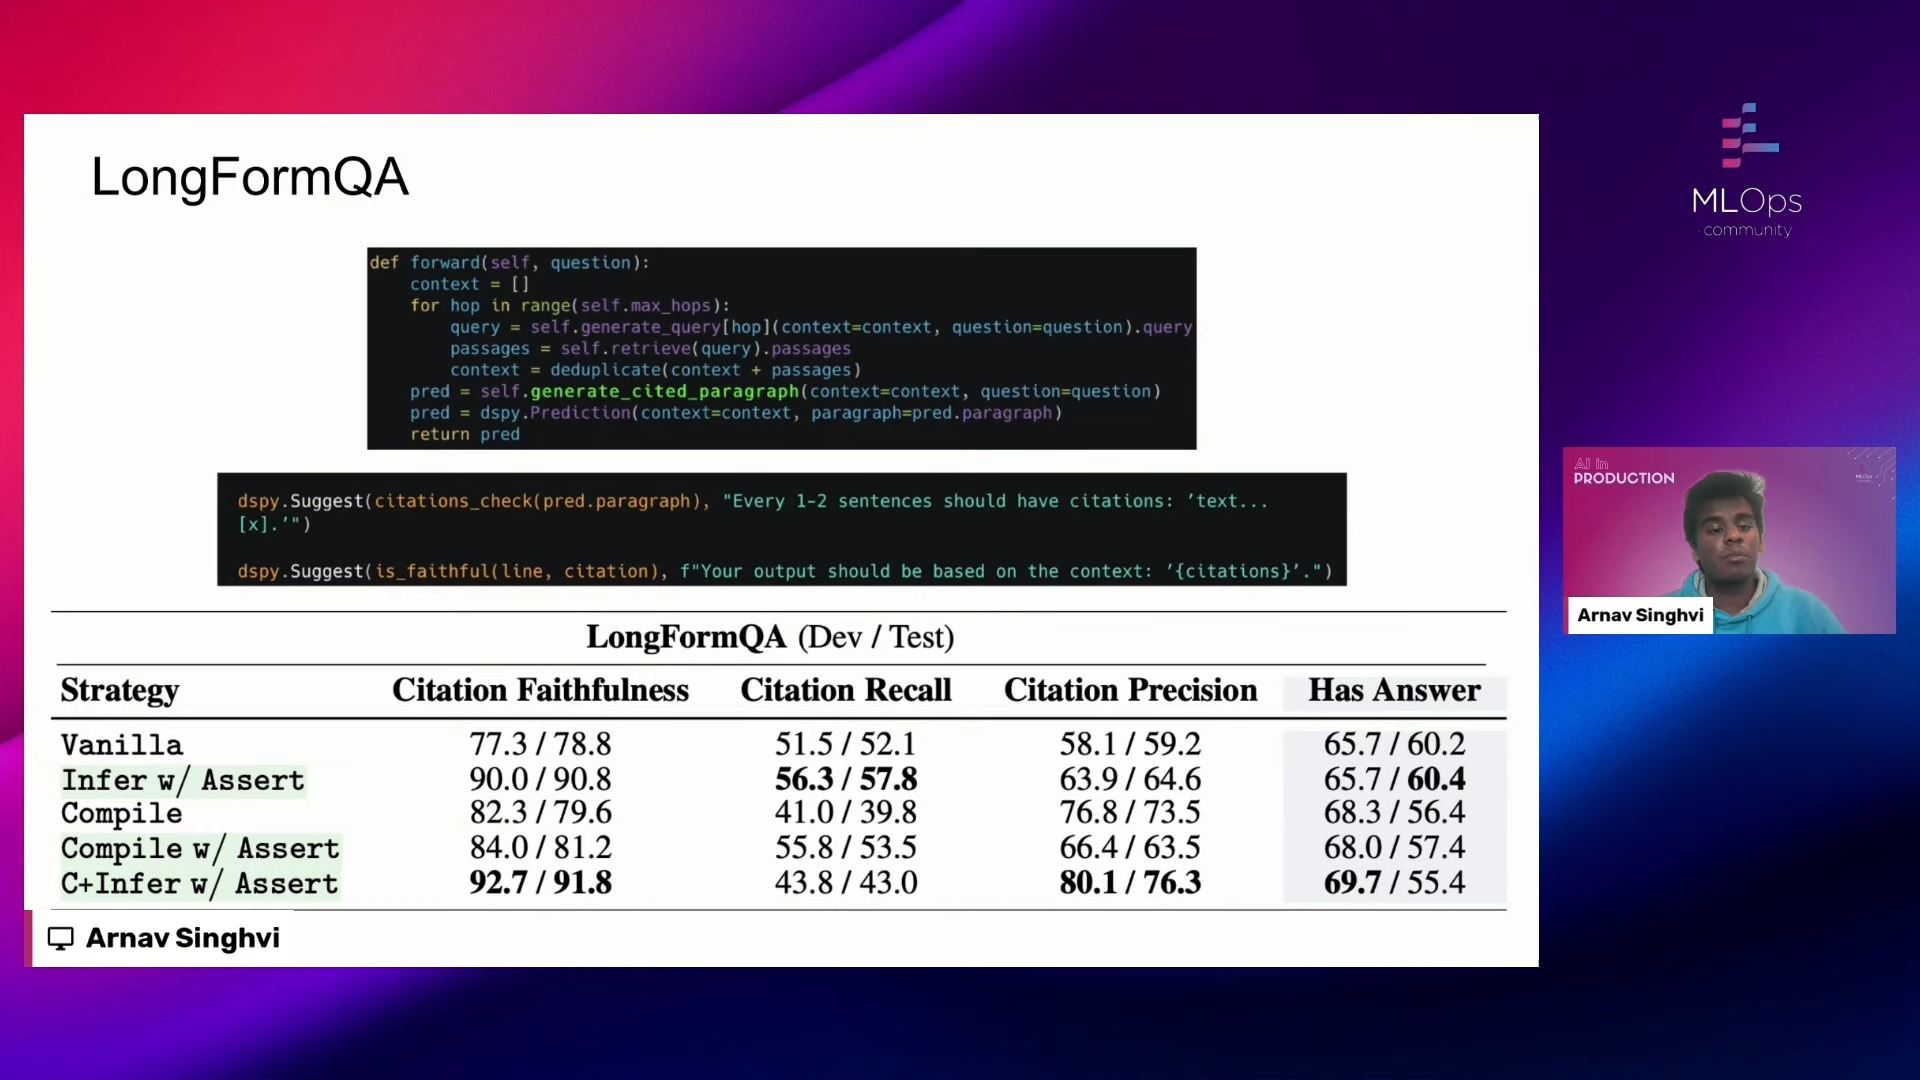 LongFormQA
def forward(self, question):
    context = []
    for hop in range(self.max_hops):
        query = self.generate_query[hop](context=context, question=question).query
        passages = self.retrieve(query).passages
        context = deduplicate(context + passages)
    pred = self.generate_cited_paragraph(context=context, question=question)
    pred = dspy.Prediction(context=context, paragraph=pred.paragraph)
    return pred
dspy.Suggest(citations_check(pred.paragraph), "Every 1-2 sentences should have citations: ’text...
[x].’")
dspy.Suggest(is_faithful(line, citation), f"Your output should be based on the context: ’{citations}’.")
LongFormQA (Dev / Test)
Strategy Citation Faithfulness Citation Recall Citation Precision Has Answer
Vanilla 77.3 / 78.8 51.5 / 52.1 58.1 / 59.2 65.7 / 60.2
Infer w/ Assert 90.0 / 90.8 56.3 / 57.8 63.9 / 64.6 65.7 / 60.4
Compile 82.3 / 79.6 41.0 / 39.8 76.8 / 73.5 68.3 / 56.4
Compile w/ Assert 84.0 / 81.2 55.8 / 53.5 66.4 / 63.5 68.0 / 57.4
C+Infer w/ Assert 92.7 / 91.8 43.8 / 43.0 80.1 / 76.3 69.7 / 55.4
Arnav Singhvi
MLOps
community
AI in
PRODUCTION
Arnav Singhvi